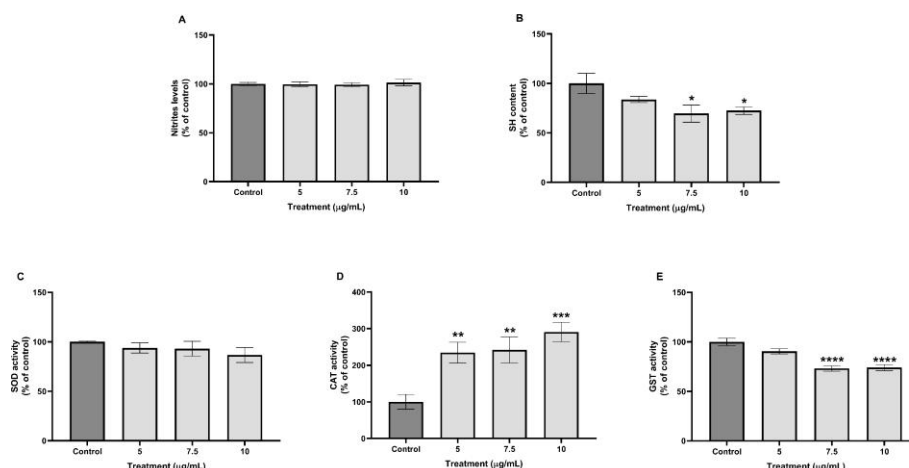 A
Nitrites levels
(% of control)
150
100
50
0
Control 5 7.5 10
Treatment (μg/mL)
B
SH content
(% of control)
150
100
50
0
* *
Control 5 7.5 10
Treatment (μg/mL)
C
SOD activity
(% of control)
150
100
50
0
Control 5 7.5 10
Treatment (μg/mL)
D
CAT activity
(% of control)
400
300
200
100
0
** ** ***
Control 5 7.5 10
Treatment (μg/mL)
E
GST activity
(% of control)
150
100
50
0
**** ****
Control 5 7.5 10
Treatment (μg/mL)